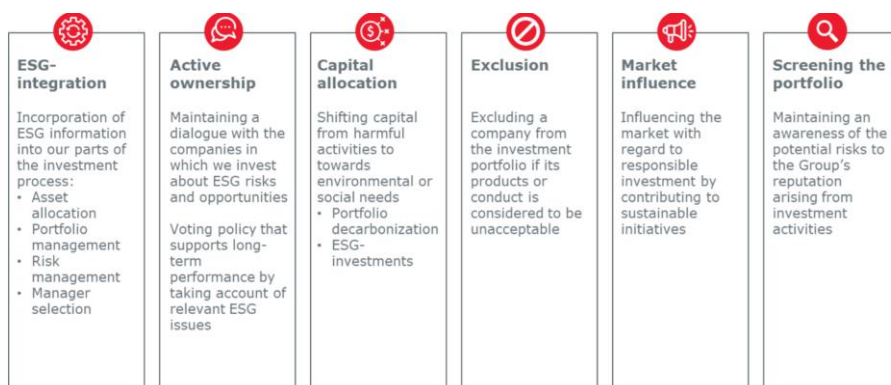 ESG-
integration
Incorporation of
ESG information
into our parts of
the investment
process:
• Asset
allocation
• Portfolio
management
• Risk
management
• Manager
selection
Active
ownership
Maintaining a
dialogue with the
companies in
which we invest
about ESG risks
and opportunities
Voting policy that
supports long-
term
performance by
taking account of
relevant ESG
issues
Capital
allocation
Shifting capital
from harmful
activities to
towards
environmental or
social needs
• Portfolio
decarbonization
• ESG-
investments
Exclusion
Excluding a
company from
the investment
portfolio if its
products or
conduct is
considered to be
unacceptable
Market
influence
Influencing the
market with
regard to
responsible
investment by
contributing to
sustainable
initiatives
Screening the
portfolio
Maintaining an
awareness of the
potential risks to
the Group's
reputation
arising from
investment
activities